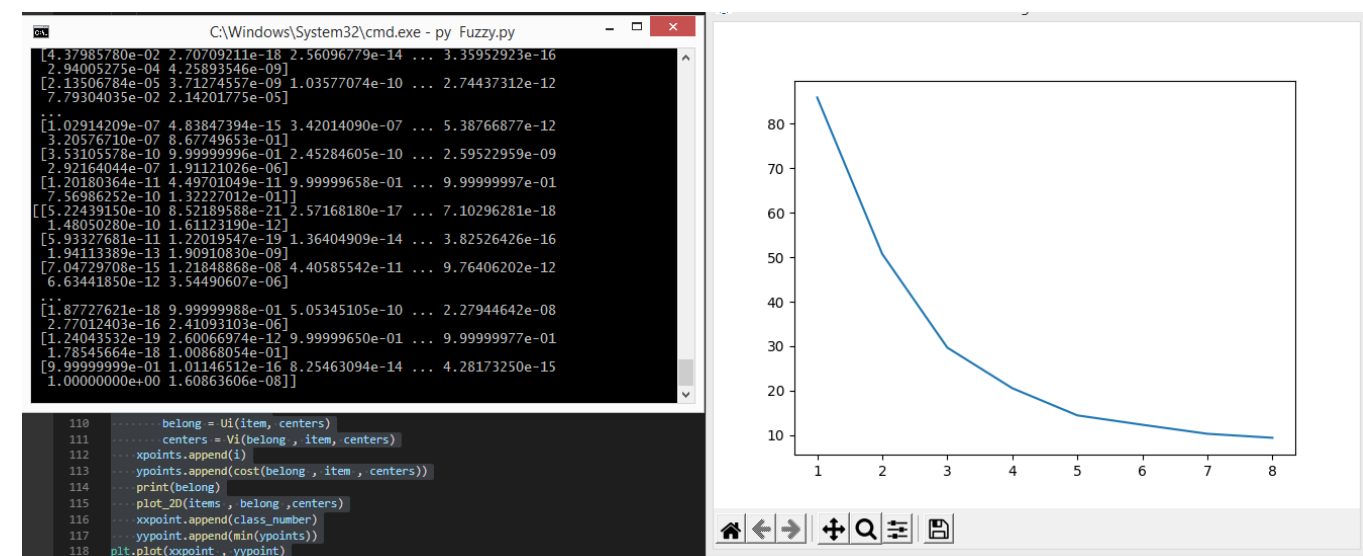 C:\Windows\System32\cmd.exe - py Fuzzy.py
[4.37985780e-02 2.70709211e-18 2.56096779e-14 ... 3.35952923e-16
2.94005275e-04 4.25893546e-09]
[2.13506784e-05 3.71274557e-09 1.03577074e-10 ... 2.74437312e-12
7.79304035e-02 2.14201775e-05]
...
[1.02914209e-07 4.83847394e-15 3.42014090e-07 ... 5.38766877e-12
3.20576710e-07 8.67749653e-01]
[3.53105578e-10 9.99999996e-01 2.45284605e-10 ... 2.59522959e-09
2.92164044e-07 1.91121026e-06]
[1.20180364e-11 4.49701049e-11 9.99999658e-01 ... 9.99999997e-01
7.56986252e-10 1.32227012e-01]]
[[5.22439150e-10 8.52189588e-21 2.57168180e-17 ... 7.10296281e-18
1.48050280e-10 1.61123190e-12]
[5.93327681e-11 1.22019547e-19 1.36404909e-14 ... 3.82526426e-16
1.94113389e-13 1.90910830e-09]
[7.04729708e-15 1.21848868e-08 4.40585542e-11 ... 9.76406202e-12
6.63441850e-12 3.54490607e-06]
...
[1.87727621e-18 9.99999988e-01 5.05345105e-10 ... 2.27944642e-08
2.77012403e-16 2.41093103e-06]
[1.24043532e-19 2.60066974e-12 9.99999650e-01 ... 9.99999977e-01
1.78545664e-18 1.00868054e-01]
[9.99999999e-01 1.01146512e-16 8.25463094e-14 ... 4.28173250e-15
1.00000000e+00 1.60863606e-08]]
110 belong = Ui(item, centers)
111 centers = Vi(belong , item, centers)
112 xpoints.append(i)
113 ypoints.append(cost(belong , item , centers))
114 print(belong)
115 plot_2D(items , belong ,centers)
116 xxpoint.append(class_number)
117 yypoint.append(min(ypoints))
118 plt.plot(xxpoint , yypoint)
80
70
60
50
40
30
20
10
1 2 3 4 5 6 7 8